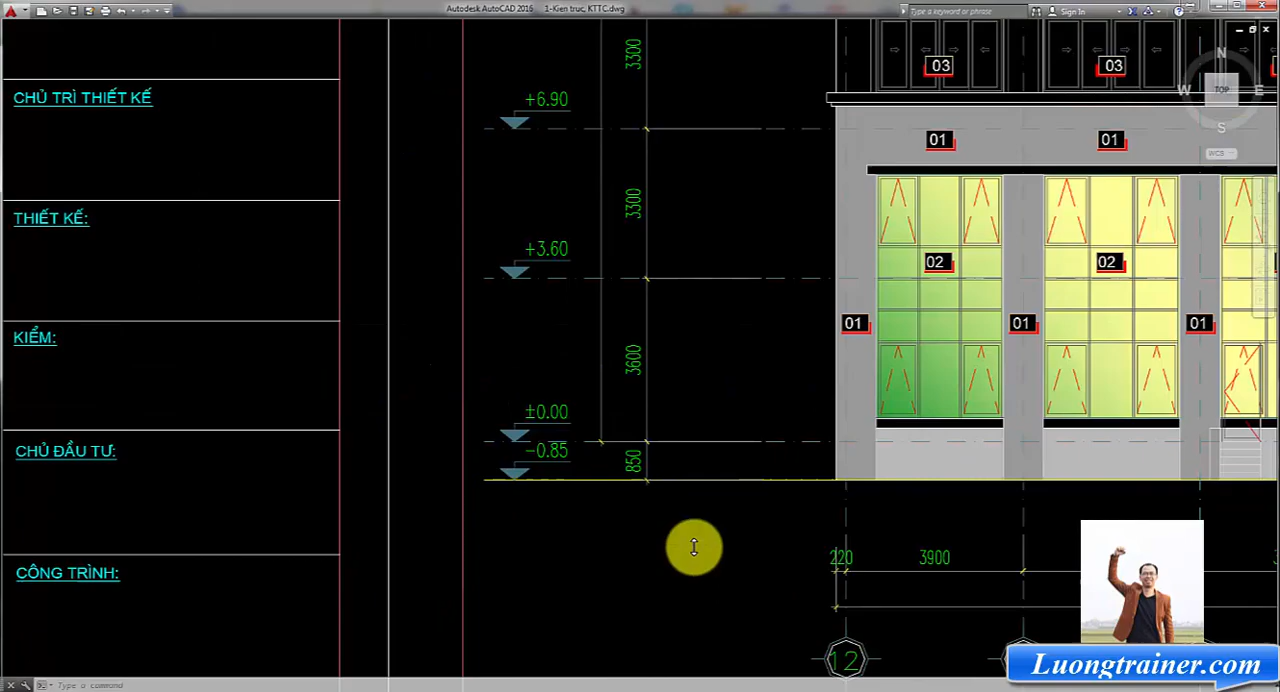 Autodesk AutoCAD 2016
1-Kien truc, KTTC.dwg
Type a keyword or phrase
Sign In
CHỦ TRÌ THIẾT KẾ
THIẾT KẾ:
KIỂM:
CHỦ ĐẦU TƯ:
CÔNG TRÌNH:
+6.90
+3.60
±0.00
-0.85
3300
3300
3600
850
03
03
01
01
02
02
01
01
01
N
W
TOP
E
S
WCS
220
3900
12
Luongtrainer.com
Type a command